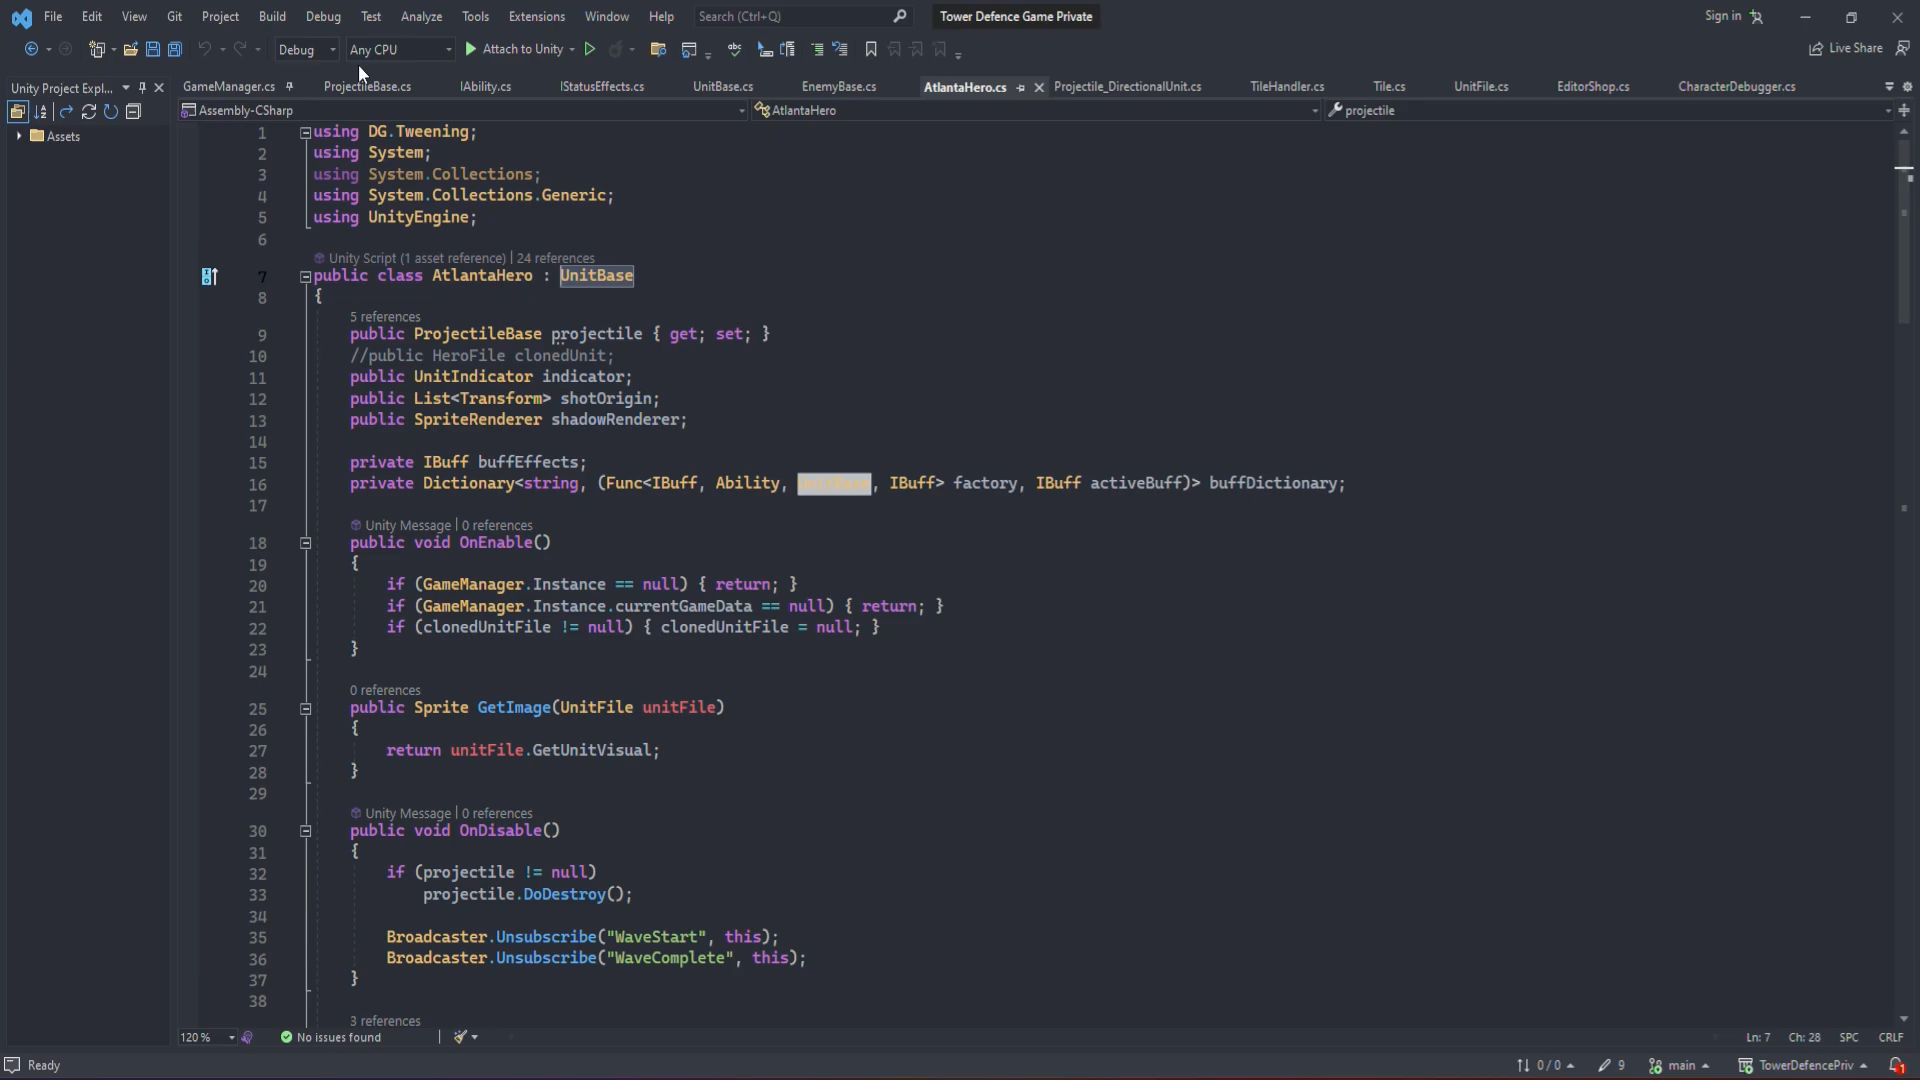 File Edit View Git Project Build Debug Test Analyze Tools Extensions Window Help Search (Ctrl+Q) Tower Defence Game Private Sign in
Debug Any CPU Attach to Unity Live Share
Unity Project Expl... GameManager.cs ProjectileBase.cs IAbility.cs IStatusEffects.cs UnitBase.cs EnemyBase.cs AtlantaHero.cs Projectile_DirectionalUnit.cs TileHandler.cs Tile.cs UnitFile.cs EditorShop.cs CharacterDebugger.cs
Assembly-CSharp AtlantaHero projectile
Assets
1 using DG.Tweening;
2 using System;
3 using System.Collections;
4 using System.Collections.Generic;
5 using UnityEngine;
6
Unity Script (1 asset reference) | 24 references
7 public class AtlantaHero : UnitBase
8 {
5 references
9 public ProjectileBase projectile { get; set; }
10 //public HeroFile clonedUnit;
11 public UnitIndicator indicator;
12 public List<Transform> shotOrigin;
13 public SpriteRenderer shadowRenderer;
14
15 private IBuff buffEffects;
16 private Dictionary<string, (Func<IBuff, Ability, UnitBase, IBuff> factory, IBuff activeBuff)> buffDictionary;
17
Unity Message | 0 references
18 public void OnEnable()
19 {
20 if (GameManager.Instance == null) { return; }
21 if (GameManager.Instance.currentGameData == null) { return; }
22 if (clonedUnitFile != null) { clonedUnitFile = null; }
23 }
24
0 references
25 public Sprite GetImage(UnitFile unitFile)
26 {
27 return unitFile.GetUnitVisual;
28 }
29
Unity Message | 0 references
30 public void OnDisable()
31 {
32 if (projectile != null)
33 projectile.DoDestroy();
34
35 Broadcaster.Unsubscribe("WaveStart", this);
36 Broadcaster.Unsubscribe("WaveComplete", this);
37 }
38
3 references
120 % No issues found Ln: 7 Ch: 28 SPC CRLF
Ready 0 / 0 9 main TowerDefencePriv 1